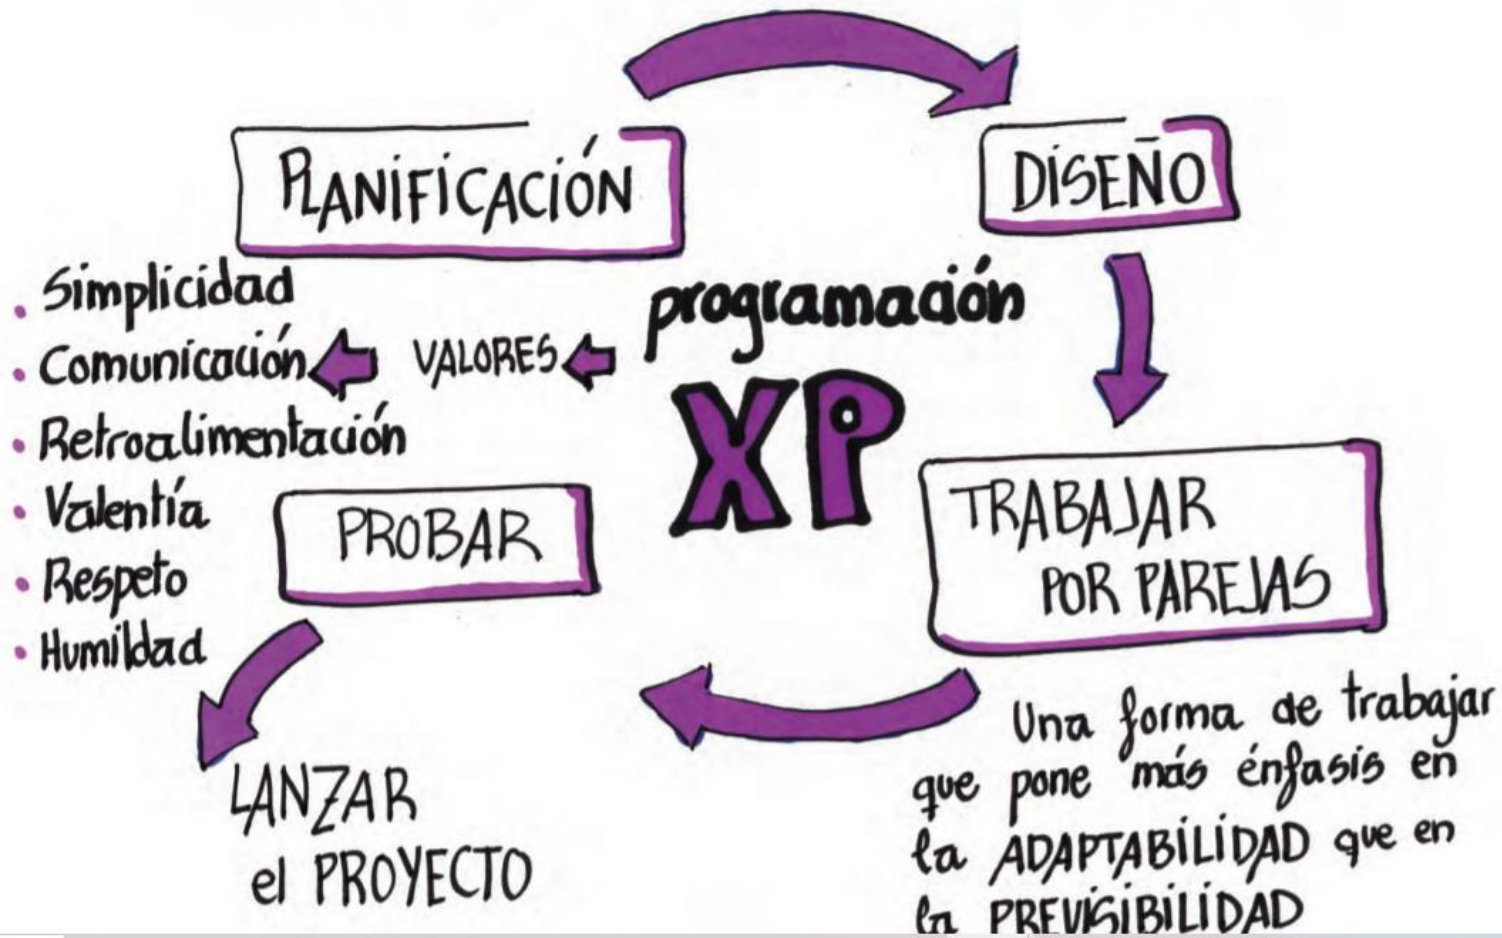 PLANIFICACIÓN
DISEÑO
programación
XP
VALORES
• Simplicidad
• Comunicación
• Retroalimentación
• Valentía
• Respeto
• Humildad
TRABAJAR
POR PAREJAS
Una forma de trabajar
que pone más énfasis en
la ADAPTABILIDAD que en
la PREVISIBILIDAD
PROBAR
LANZAR
el PROYECTO